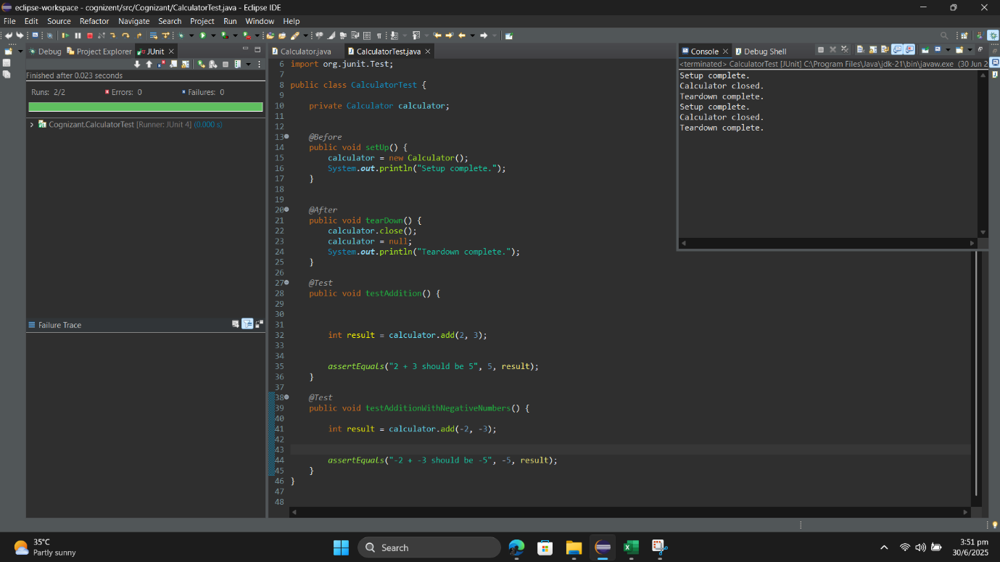 eclipse-workspace - cognizent/src/Cognizant/CalculatorTest.java - Eclipse IDE
File Edit Source Refactor Navigate Search Project Run Window Help
Debug Project Explorer JUnit
Finished after 0.023 seconds
Runs: 2/2 Errors: 0 Failures: 0
Cognizant.CalculatorTest [Runner: JUnit 4] (0.000 s)
Failure Trace
Calculator.java CalculatorTest.java
6 import org.junit.Test;
7
8 public class CalculatorTest {
9
10 private Calculator calculator;
11
12
13 @Before
14 public void setUp() {
15 calculator = new Calculator();
16 System.out.println("Setup complete.");
17 }
18
19
20 @After
21 public void tearDown() {
22 calculator.close();
23 calculator = null;
24 System.out.println("Teardown complete.");
25 }
26
27 @Test
28 public void testAddition() {
29
30
31
32 int result = calculator.add(2, 3);
33
34
35 assertEquals("2 + 3 should be 5", 5, result);
36 }
37
38 @Test
39 public void testAdditionWithNegativeNumbers() {
40
41 int result = calculator.add(-2, -3);
42
43
44 assertEquals("-2 + -3 should be -5", -5, result);
45 }
46 }
47
48
Console Debug Shell
<terminated> CalculatorTest [JUnit] C:\Program Files\Java\jdk-21\bin\javaw.exe (30 Jun 2
Setup complete.
Calculator closed.
Teardown complete.
Setup complete.
Calculator closed.
Teardown complete.
35°C
Partly sunny
Search
3:51 pm
30/6/2025